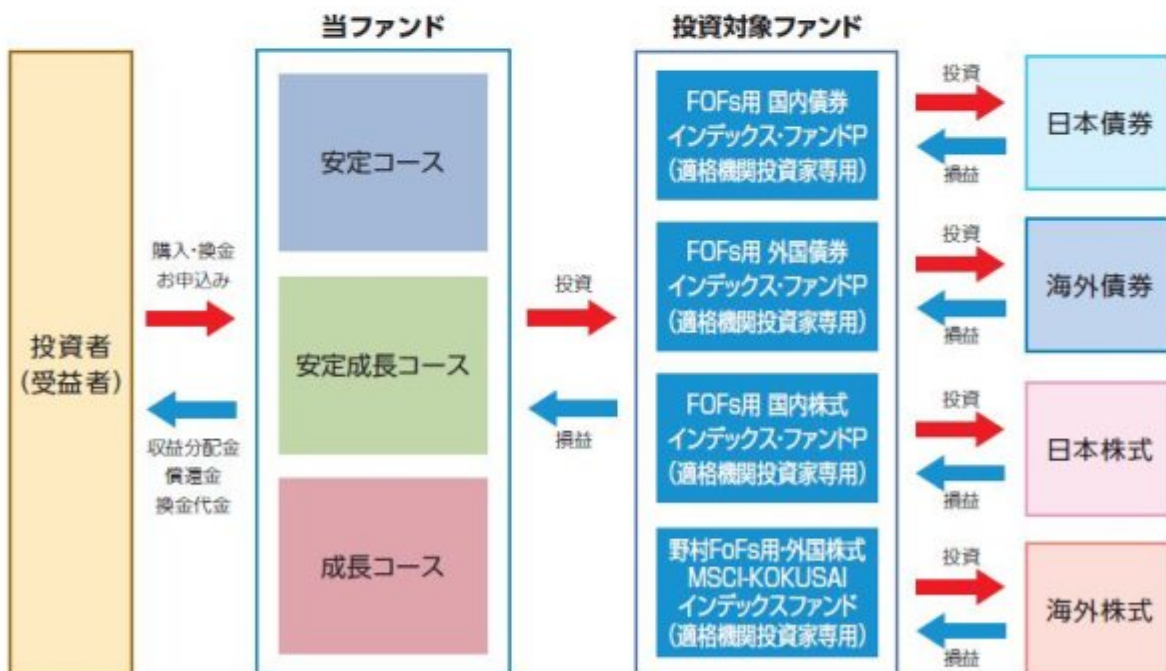 当ファンド
投資対象ファンド
投資者
(受益者)
購入・換金
お申込み
収益分配金
償還金
換金代金
安定コース
安定成長コース
成長コース
投資
損益
FOFs用 国内債券
インデックス・ファンドP
(適格機関投資家専用)
投資
損益
日本債券
FOFs用 外国債券
インデックス・ファンドP
(適格機関投資家専用)
投資
損益
海外債券
FOFs用 国内株式
インデックス・ファンドP
(適格機関投資家専用)
投資
損益
日本株式
野村FoFs用・外国株式
MSCI-KOKUSAI
インデックスファンド
(適格機関投資家専用)
投資
損益
海外株式